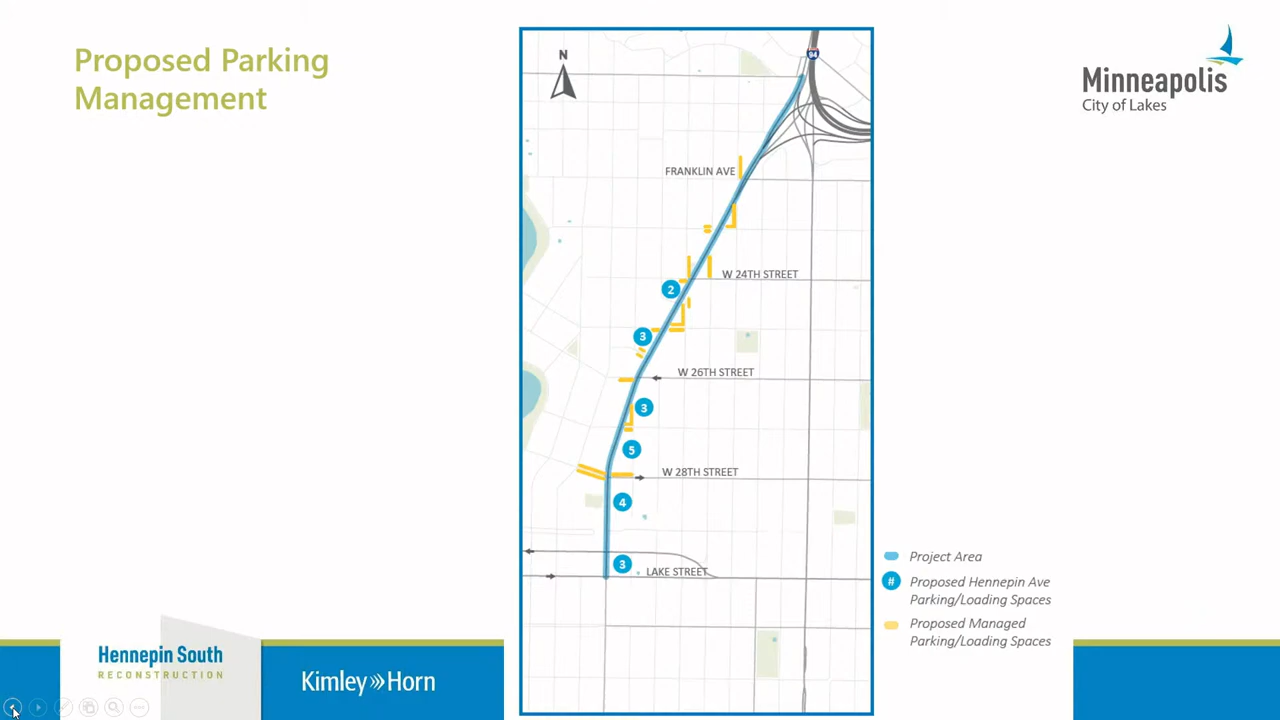 Proposed Parking
Management
N
94
Minneapolis
City of Lakes
FRANKLIN AVE
W 24TH STREET
2
3
W 26TH STREET
3
5
W 28TH STREET
4
3
LAKE STREET
Project Area
#
Proposed Hennepin Ave
Parking/Loading Spaces
Proposed Managed
Parking/Loading Spaces
Hennepin South
RECONSTRUCTION
Kimley»Horn